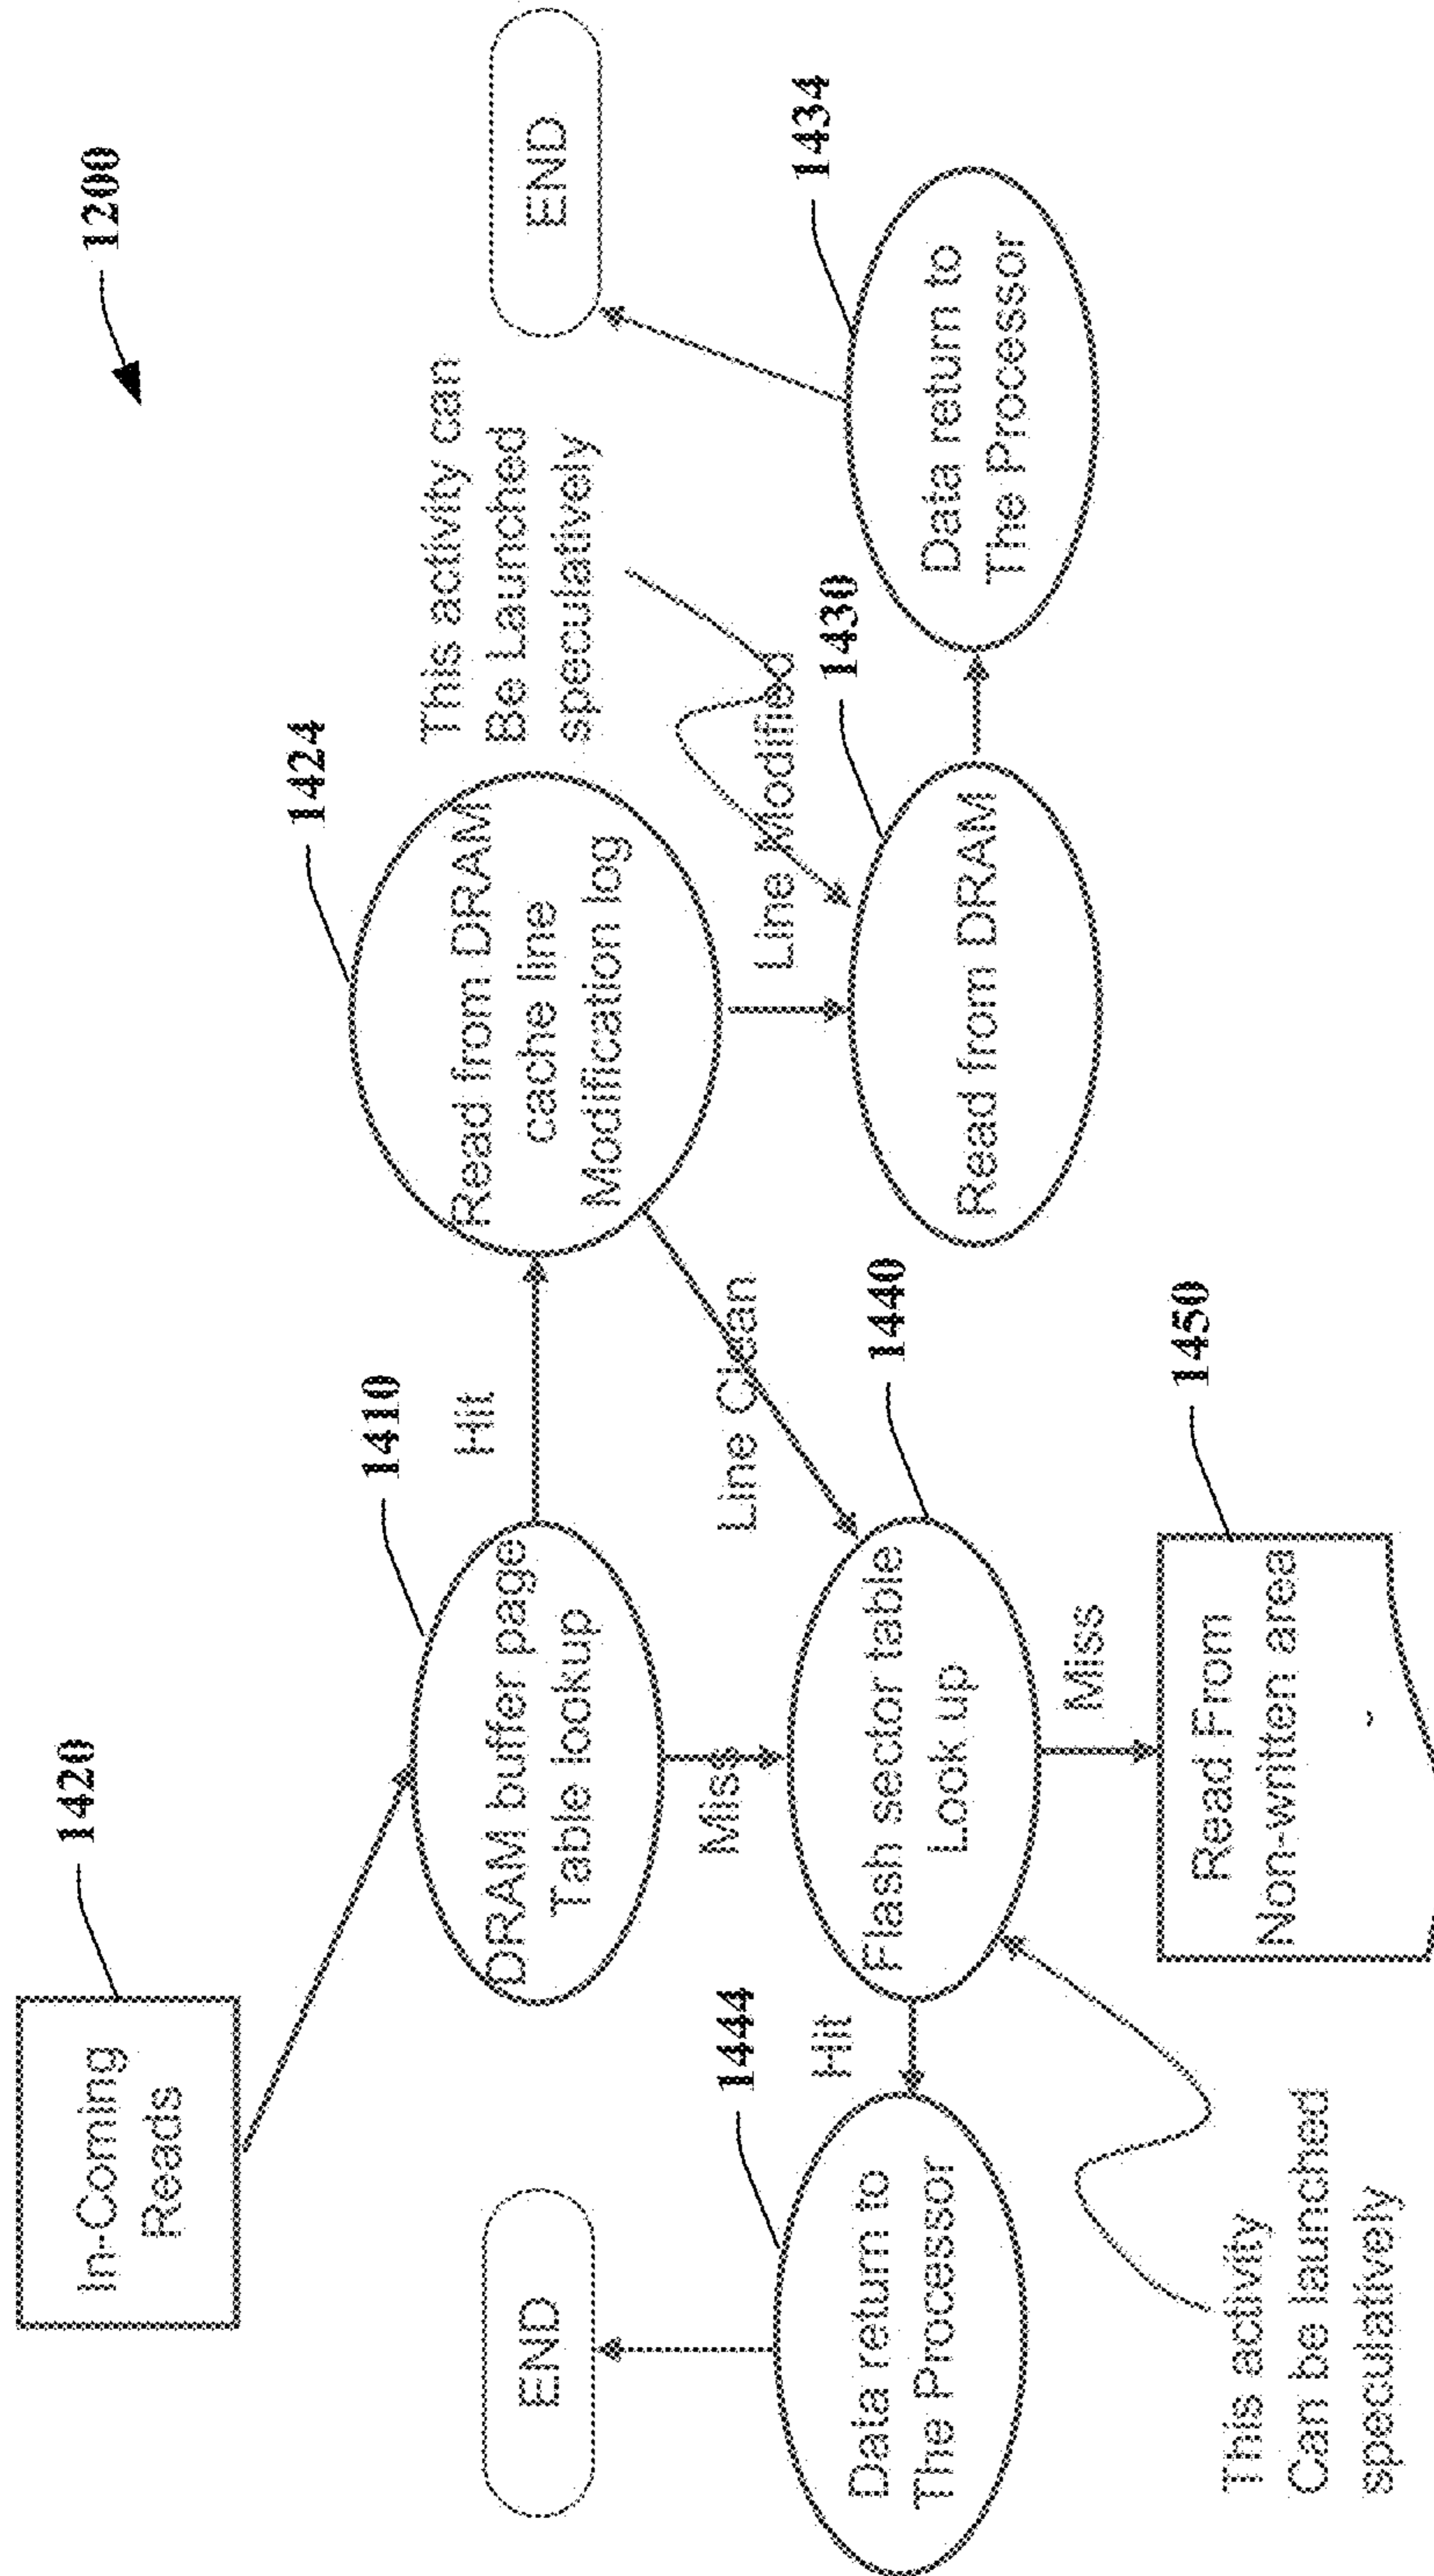 1200
1420
In-Coming
Reads
1410
DRAM buffer page
Table lookup
Hit
1424
Read from DRAM
cache line
Modification log
This activity can
Be Launched
speculatively
END
Miss
Line Clean
Line Modified
1444
END
Data return to
The Processor
Hit
1440
Flash sector table
Look up
1430
Read from DRAM
1434
Data return to
The Processor
This activity
Can be launched
speculatively
Miss
1450
Read From
Non-written area